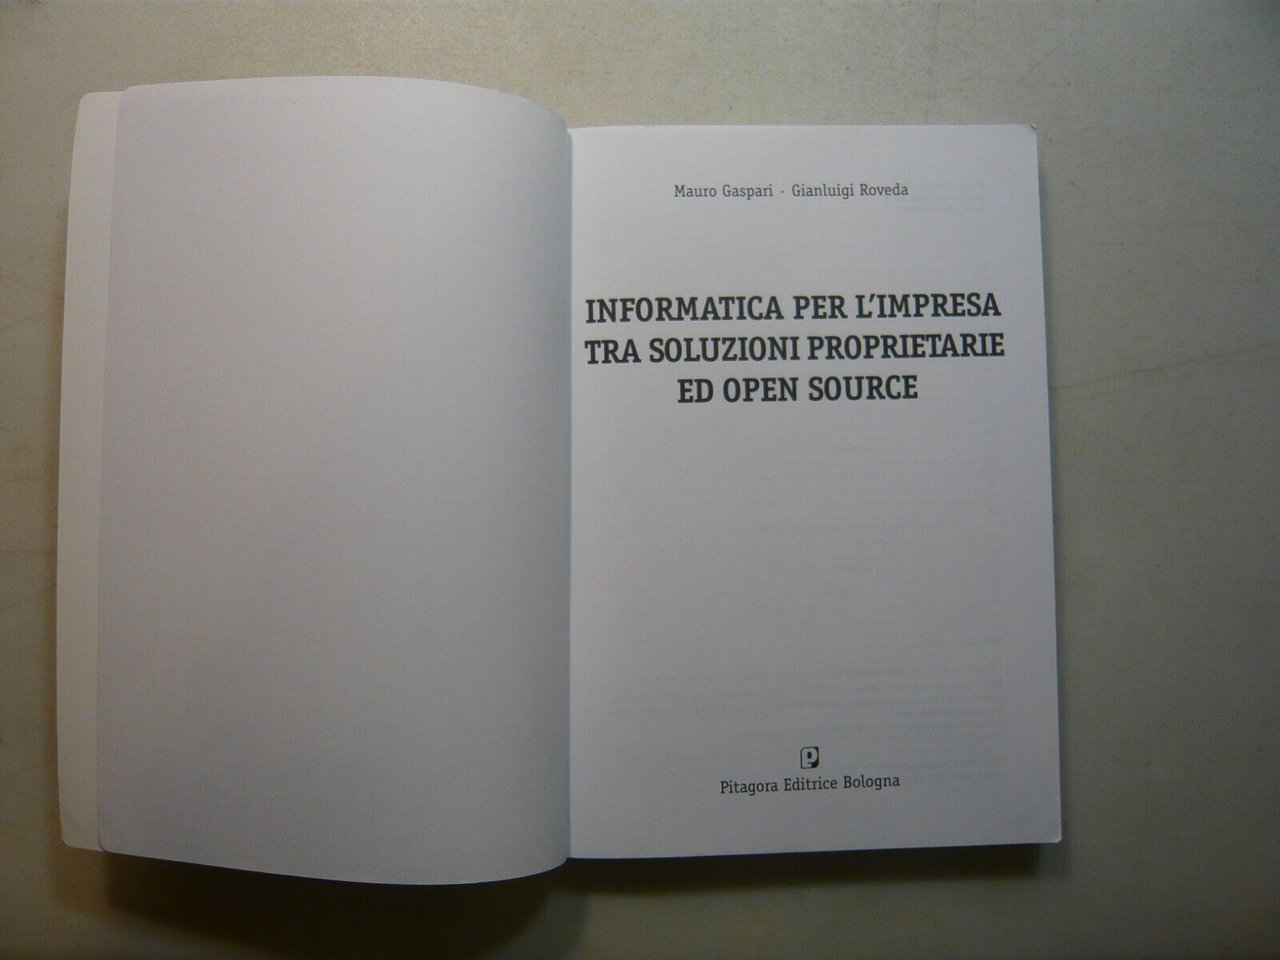 Mauro Gaspari · Gianluigi Roveda
INFORMATICA PER L'IMPRESA
TRA SOLUZIONI PROPRIETARIE
ED OPEN SOURCE
Pitagora Editrice Bologna